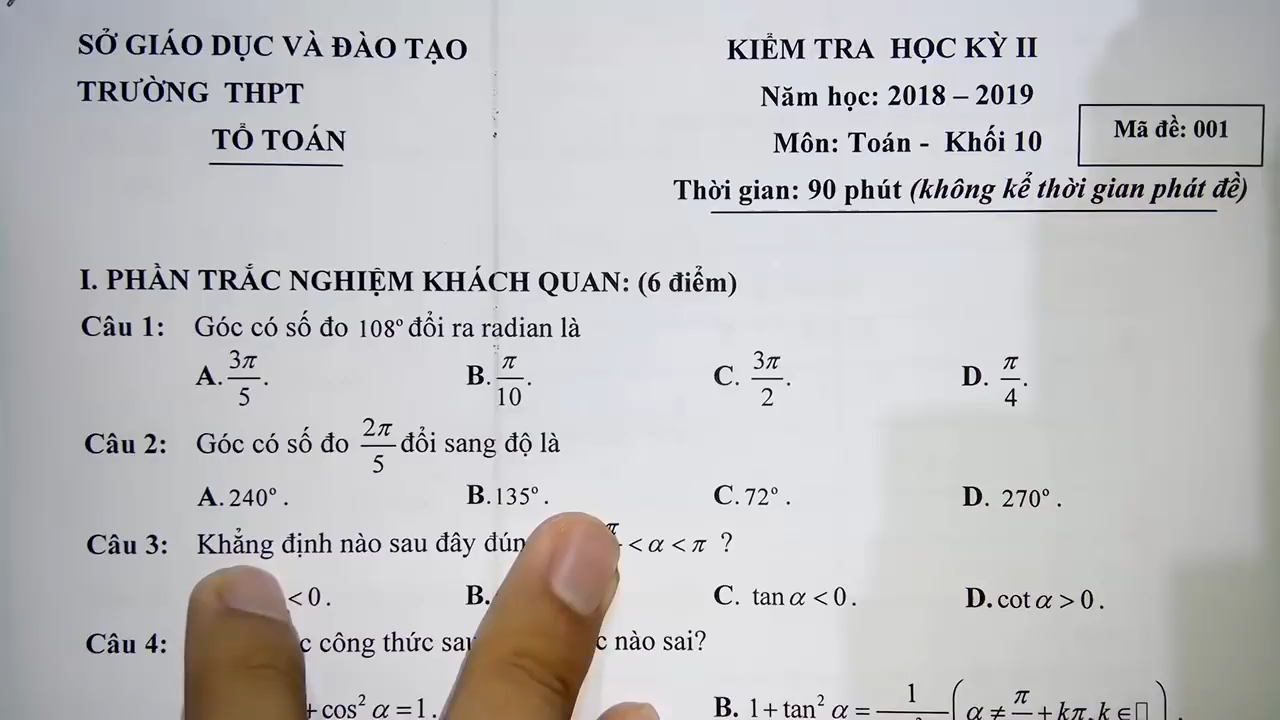 SỞ GIÁO DỤC VÀ ĐÀO TẠO
TRƯỜNG THPT
TỔ TOÁN
KIỂM TRA HỌC KỲ II
Năm học: 2018 – 2019
Môn: Toán - Khối 10
Mã đề: 001
Thời gian: 90 phút (không kể thời gian phát đề)
I. PHẦN TRẮC NGHIỆM KHÁCH QUAN: (6 điểm)
Câu 1: Góc có số đo 108° đổi ra radian là
A. 3π/5. B. π/10. C. 3π/2. D. π/4.
Câu 2: Góc có số đo 2π/5 đổi sang độ là
A. 240°. B. 135°. C. 72°. D. 270°.
Câu 3: Khẳng định nào sau đây < α < π ?
< 0. B. C. tan α < 0. D. cot α > 0.
Câu 4: công thức nào sai?
+ cos² α = 1. B. 1 + tan² α = 1 (α ≠ π + kπ, k ∈ □).